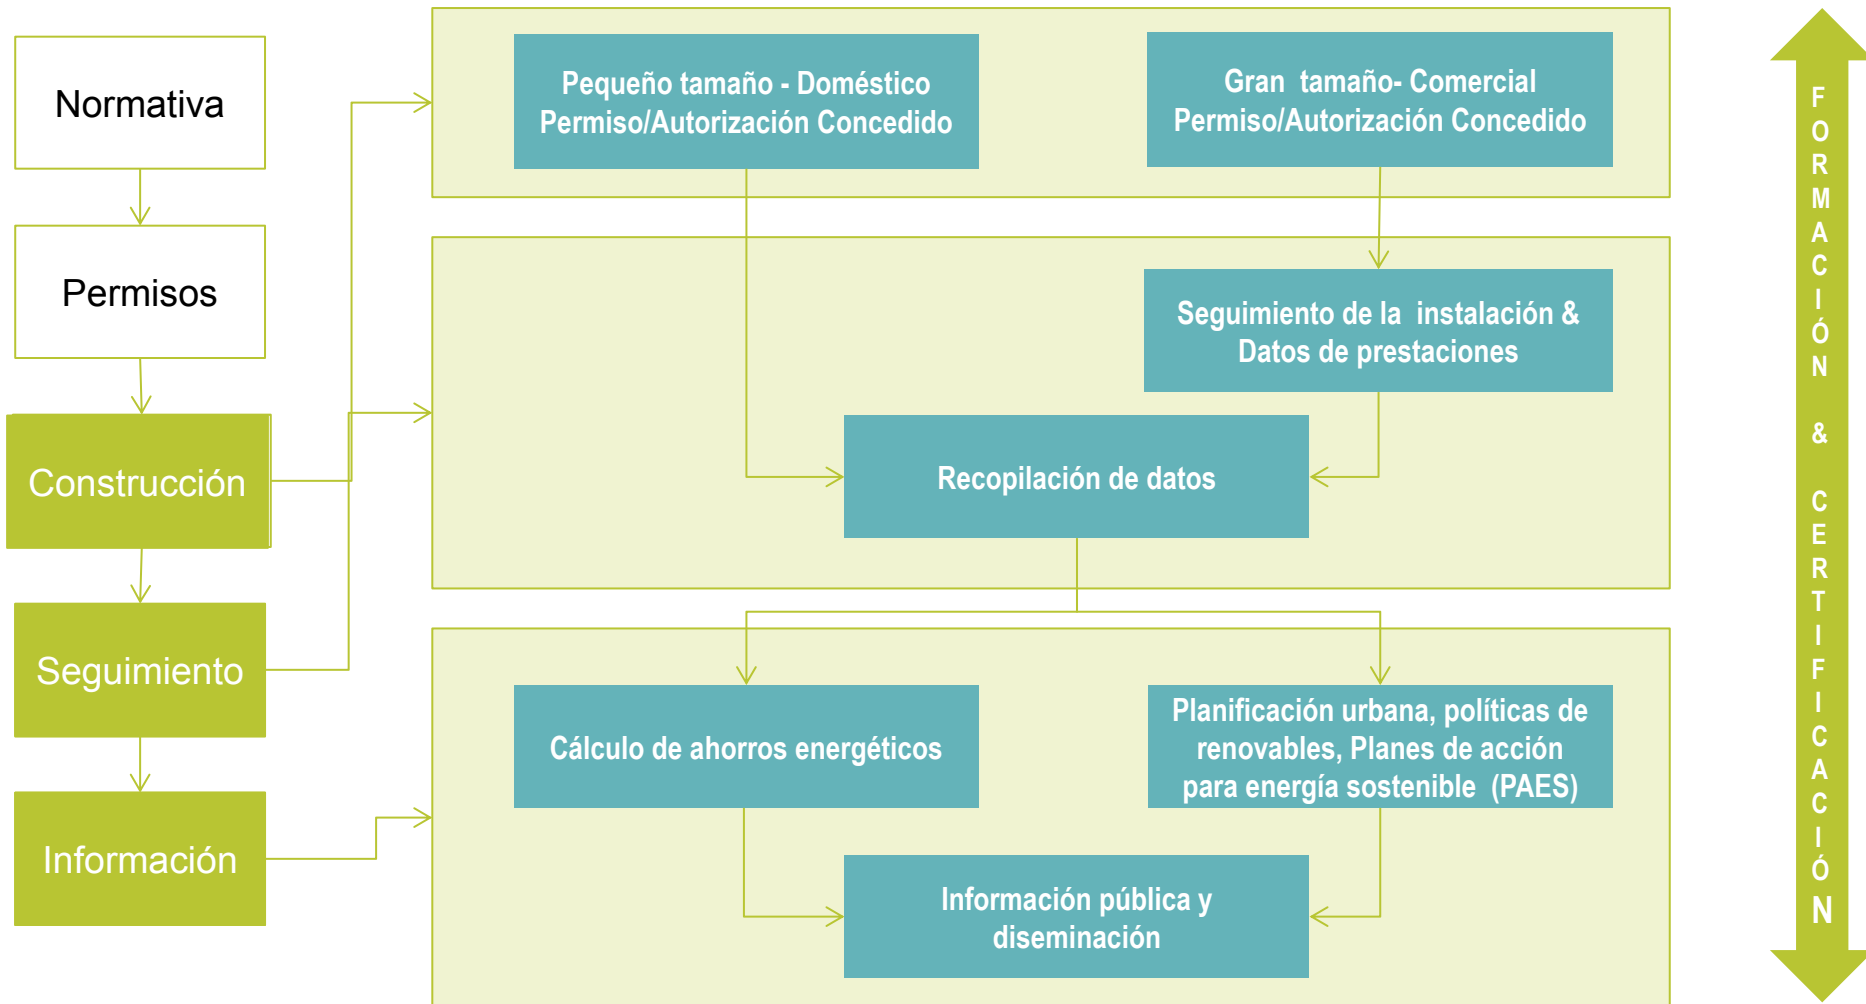 Normativa
Permisos
Construcción
Seguimiento
Información
Pequeño tamaño - Doméstico
Permiso/Autorización Concedido
Gran  tamaño- Comercial
Permiso/Autorización Concedido
Seguimiento de la  instalación &
Datos de prestaciones
Recopilación de datos
Cálculo de ahorros energéticos
Planificación urbana, políticas de
renovables, Planes de acción
para energía sostenible  (PAES)
Información pública y
diseminación
FORMACIÓN & CERTIFICACIÓN